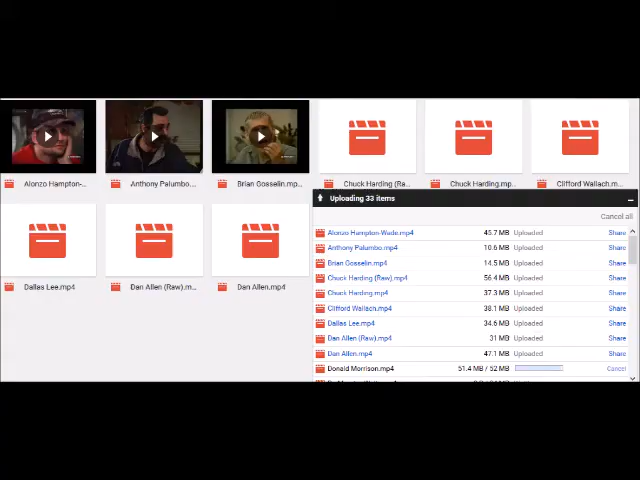 Alonzo Hampton-...
Anthony Palumbo....
Brian Gosselin.mp...
Chuck Harding (Ra...
Chuck Harding.mp...
Clifford Wallach.m...
Dallas Lee.mp4
Dan Allen (Raw).m...
Dan Allen.mp4
Uploading 33 items
Cancel all
Alonzo Hampton-Wade.mp4 45.7 MB Uploaded Share
Anthony Palumbo.mp4 10.6 MB Uploaded Share
Brian Gosselin.mp4 14.5 MB Uploaded Share
Chuck Harding (Raw).mp4 56.4 MB Uploaded Share
Chuck Harding.mp4 37.3 MB Uploaded Share
Clifford Wallach.mp4 38.1 MB Uploaded Share
Dallas Lee.mp4 34.6 MB Uploaded Share
Dan Allen (Raw).mp4 31 MB Uploaded Share
Dan Allen.mp4 47.1 MB Uploaded Share
Donald Morrison.mp4 51.4 MB / 52 MB Cancel